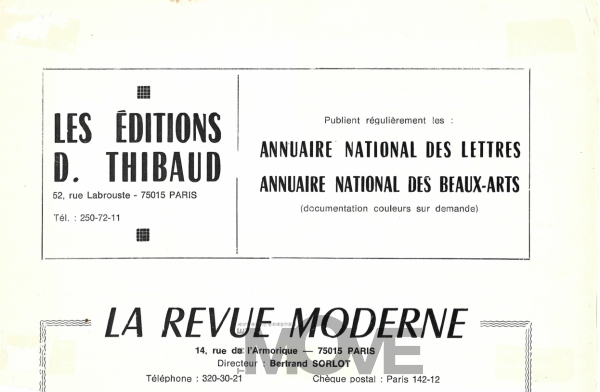 LES ÉDITIONS
D. THIBAUD
52, rue Labrouste - 75015 PARIS
Tél. : 250-72-11
Publient régulièrement les :
ANNUAIRE NATIONAL DES LETTRES
ANNUAIRE NATIONAL DES BEAUX-ARTS
(documentation couleurs sur demande)
LA REVUE MODERNE
14, rue de l'Armorique — 75015 PARIS
Directeur : Bertrand SORLOT
Téléphone : 320-30-21 Chèque postal : Paris 142-12
MOVE